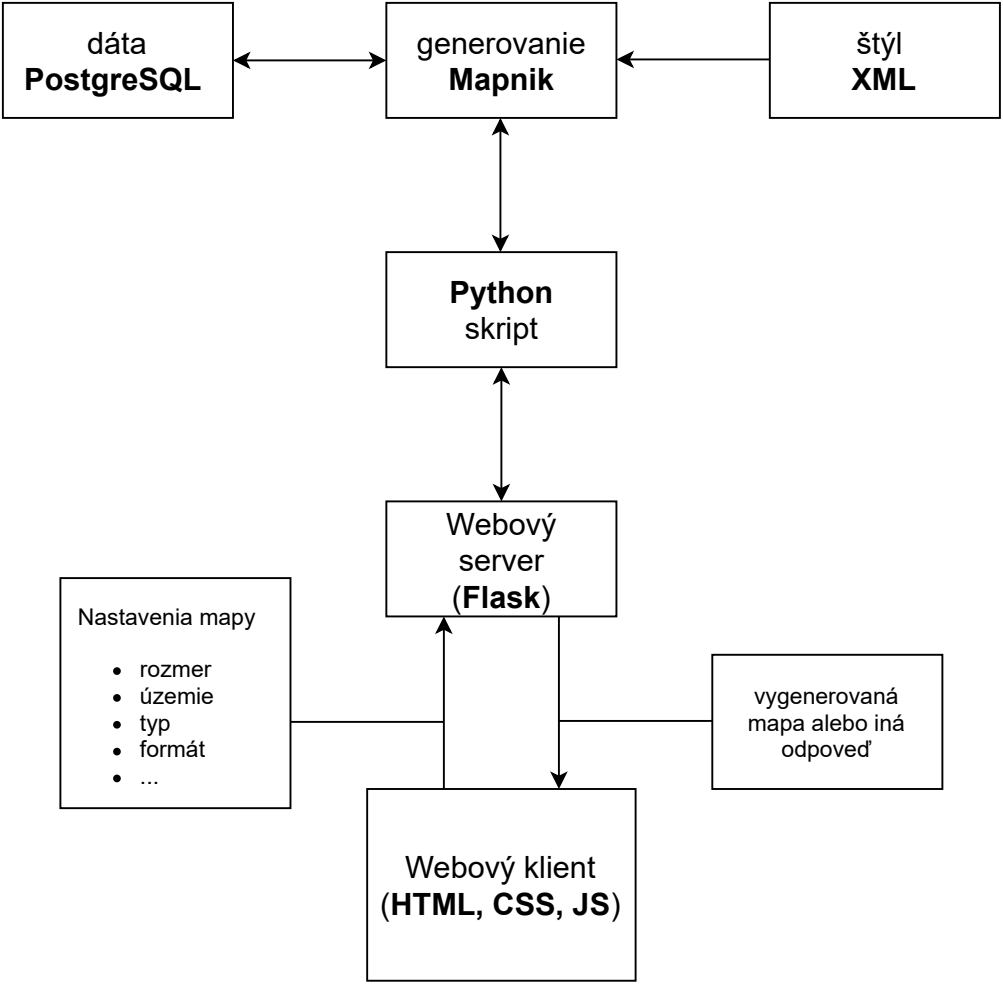 dáta
PostgreSQL
generovanie
Mapnik
štýl
XML
Python
skript
Webový
server
(Flask)
Nastavenia mapy
• rozmer
• územie
• typ
• formát
• ...
vygenerovaná
mapa alebo iná
odpoveď
Webový klient
(HTML, CSS, JS)